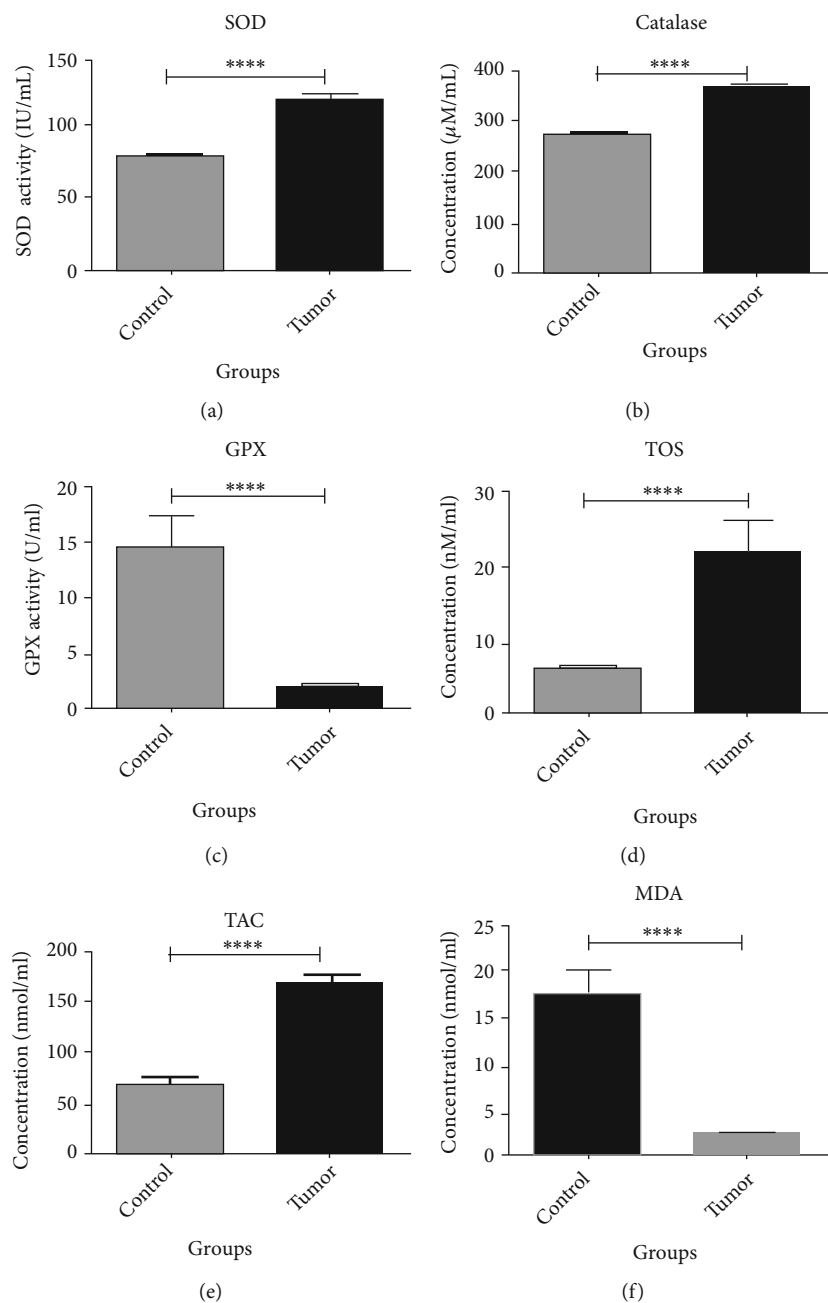 SOD
****
150
100
50
0
SOD activity (IU/mL)
Control
Tumor
Groups
(a)
Catalase
****
400
300
200
100
0
Concentration (μM/mL)
Control
Tumor
Groups
(b)
GPX
****
20
15
10
5
0
GPX activity (U/ml)
Control
Tumor
Groups
(c)
TOS
****
30
20
10
0
Concentration (nM/ml)
Control
Tumor
Groups
(d)
TAC
****
200
150
100
50
0
Concentration (nmol/ml)
Control
Tumor
Groups
(e)
MDA
****
25
20
15
10
5
0
Concentration (nmol/ml)
Control
Tumor
Groups
(f)